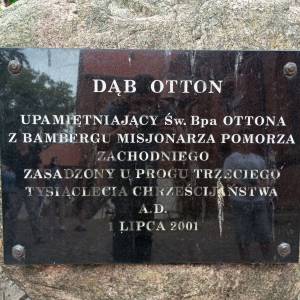 DĄB OTTON
UPAMIĘTNIAJĄCY ŚW. BPA OTTONA
Z BAMBERGU MISJONARZA POMORZA
ZACHODNIEGO
ZASADZONY U PROGU TRZECIEGO
TYSIĄCLECIA CHRZEŚCIJAŃSTWA
A.D.
1 LIPCA 2001